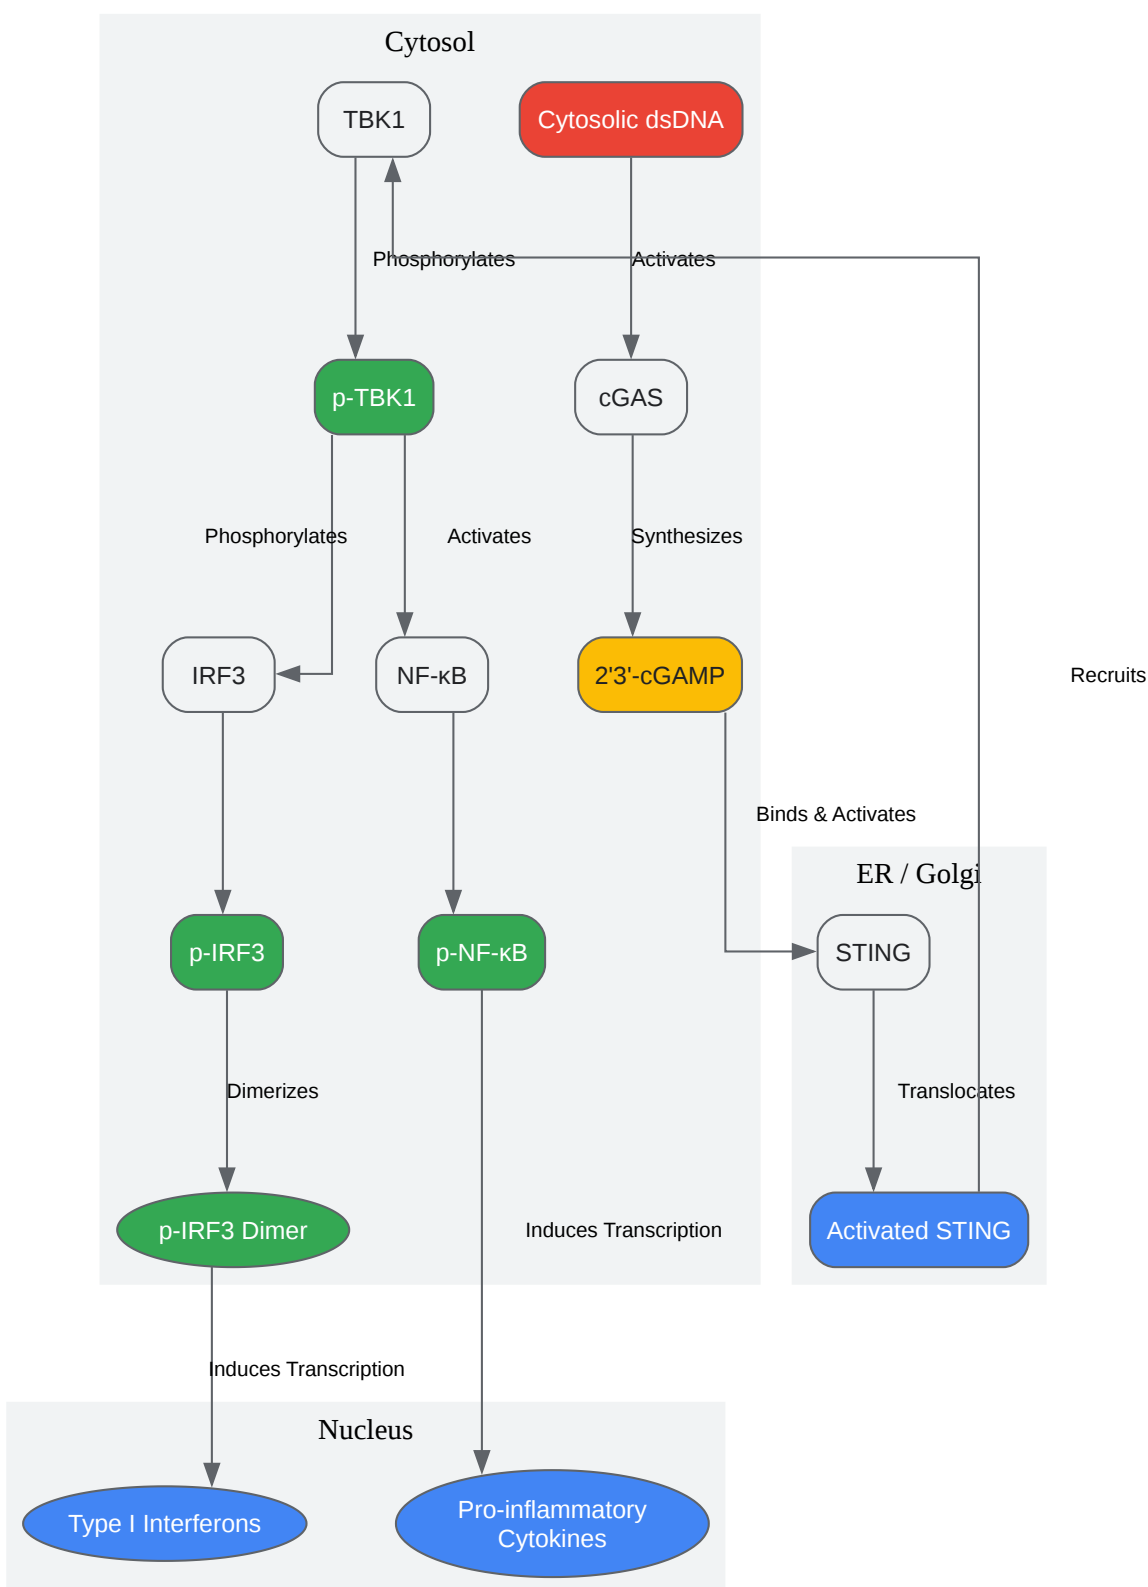 Cytosol
TBK1
Cytosolic dsDNA
Phosphorylates
Activates
p-TBK1
cGAS
Phosphorylates
Activates
Synthesizes
IRF3
NF-κB
2'3'-cGAMP
Recruits
Binds & Activates
ER / Golgi
p-IRF3
p-NF-κB
STING
Dimerizes
Translocates
p-IRF3 Dimer
Induces Transcription
Activated STING
Induces Transcription
Nucleus
Type I Interferons
Pro-inflammatory
Cytokines